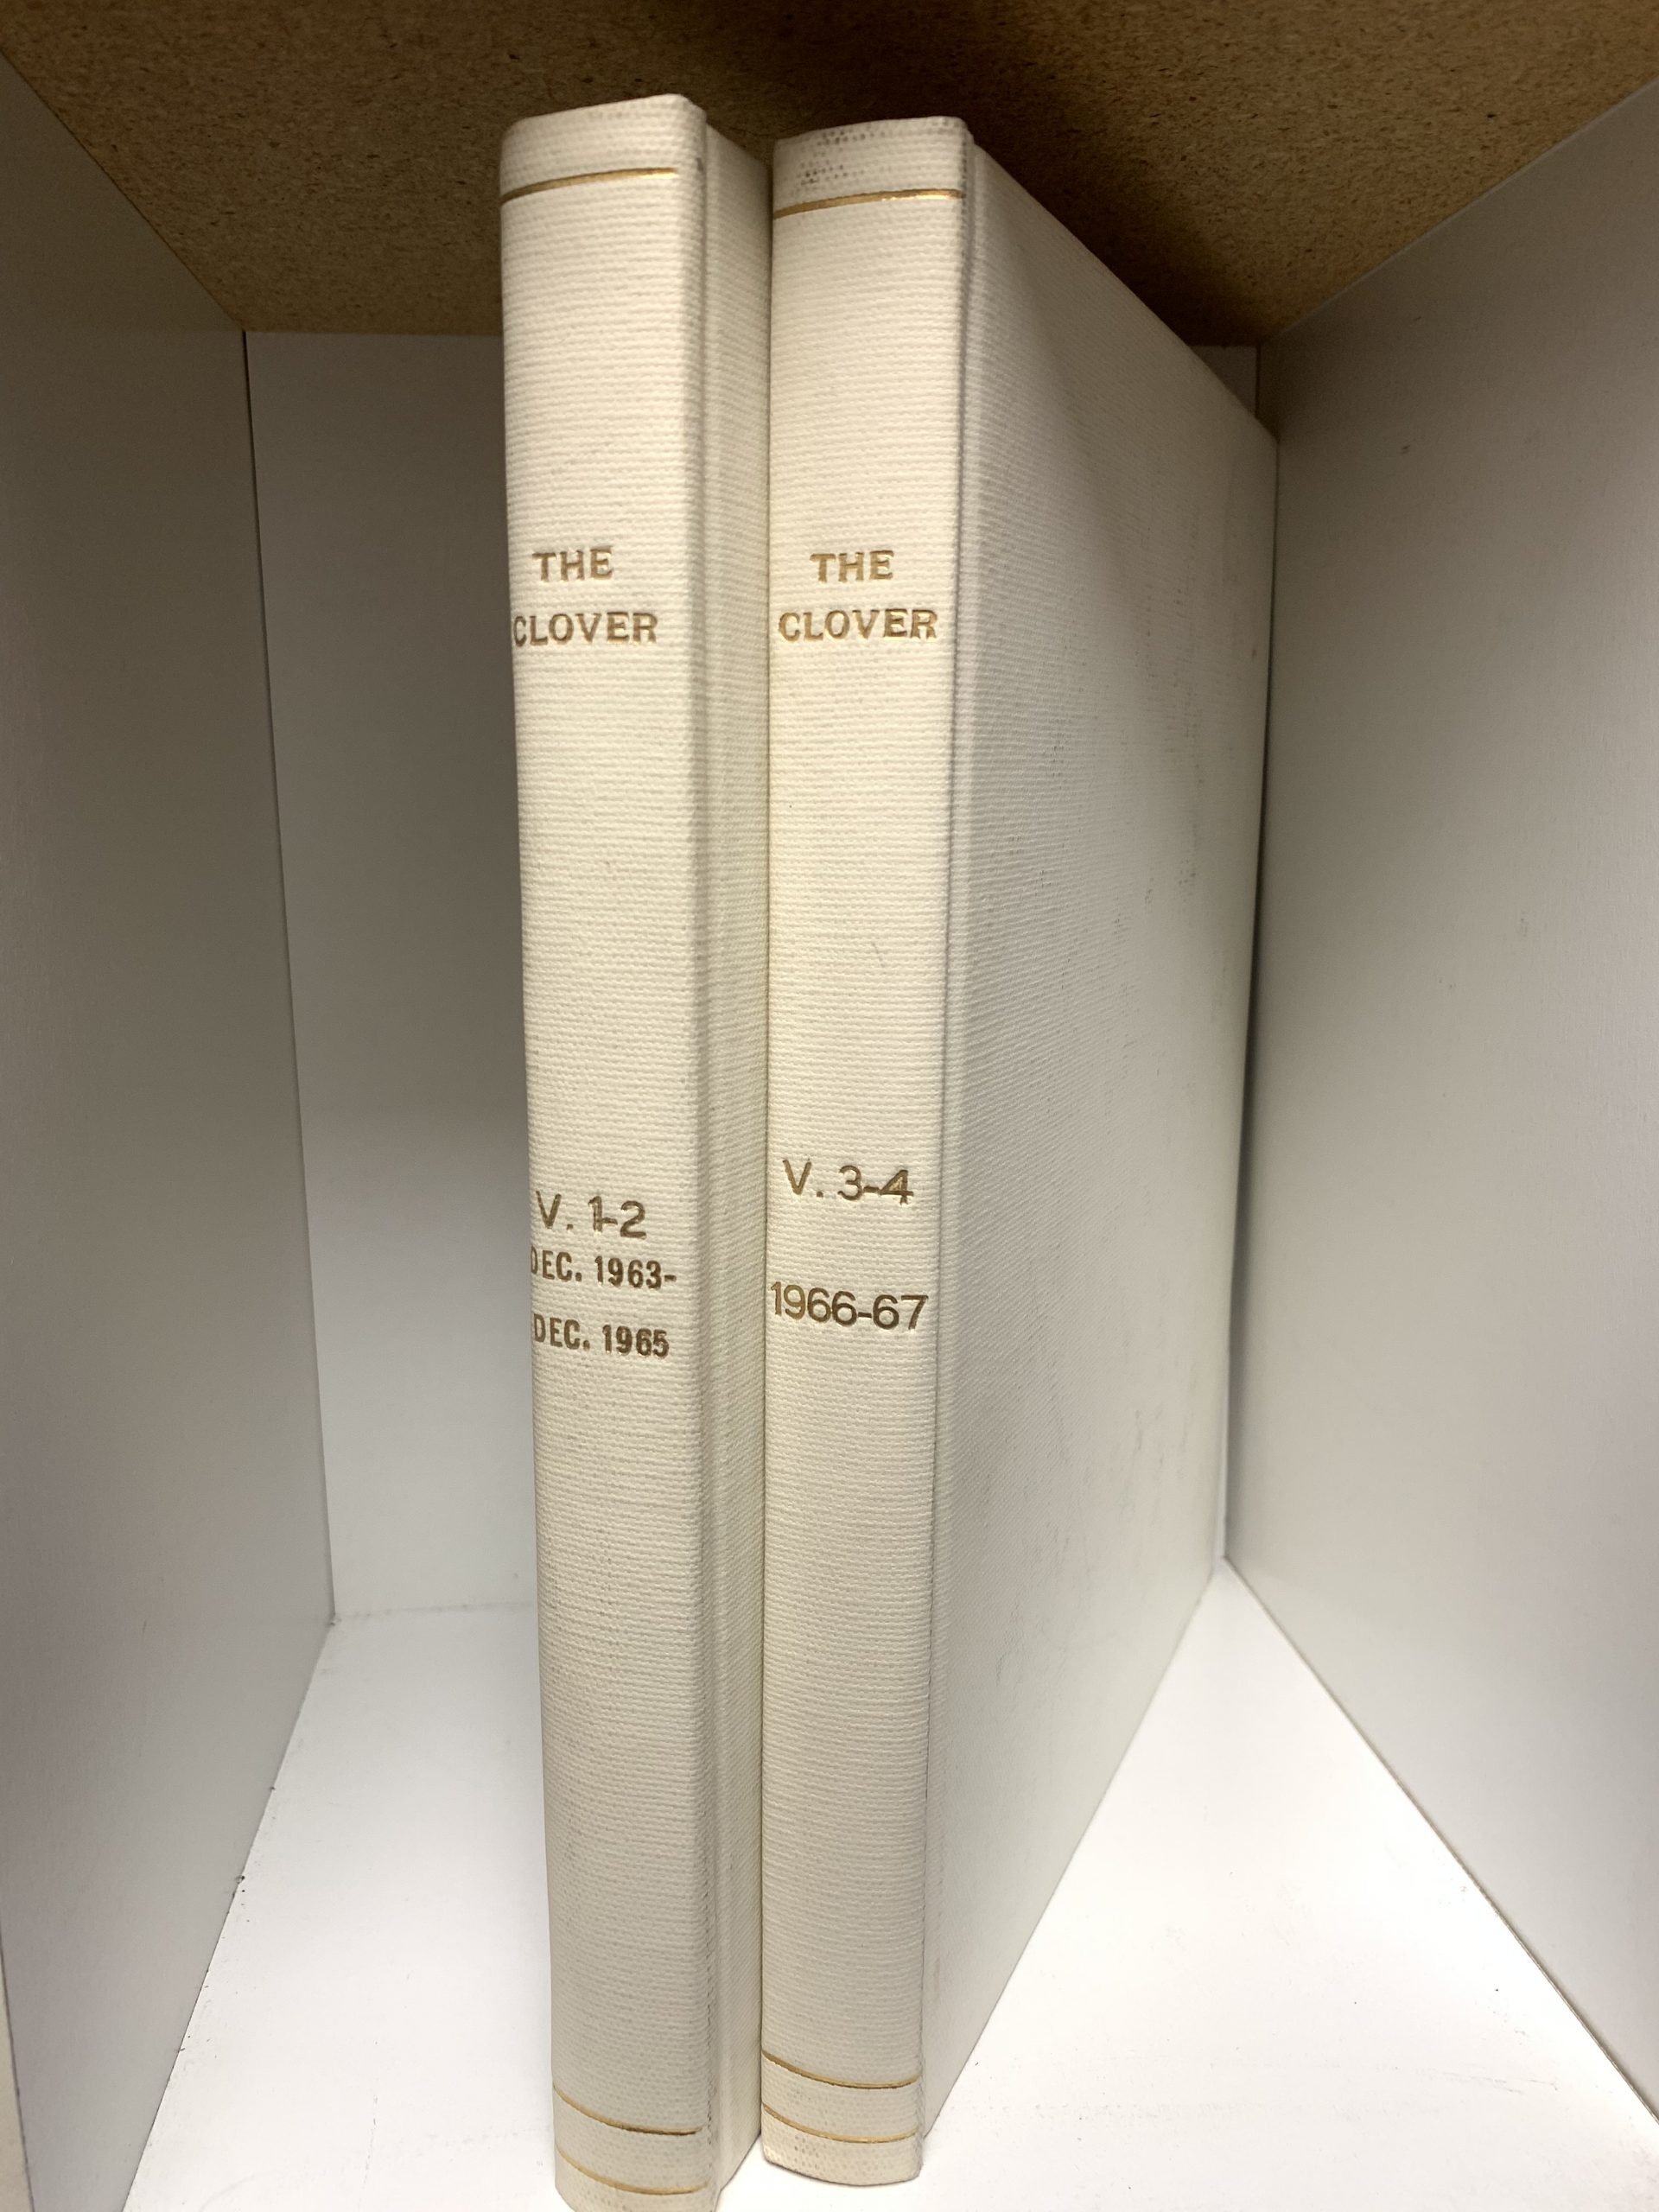 THE
CLOVER
V. 1-2
DEC. 1963-
DEC. 1965
THE
CLOVER
V. 3-4
1966-67